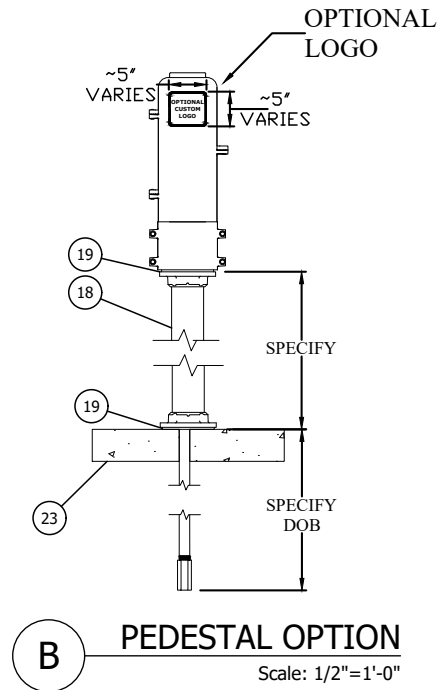 OPTIONAL
LOGO
~5"
VARIES
OPTIONAL
CUSTOM
LOGO
~5"
VARIES
19
18
SPECIFY
19
23
SPECIFY
DOB
B
PEDESTAL OPTION
Scale: 1/2"=1'-0"